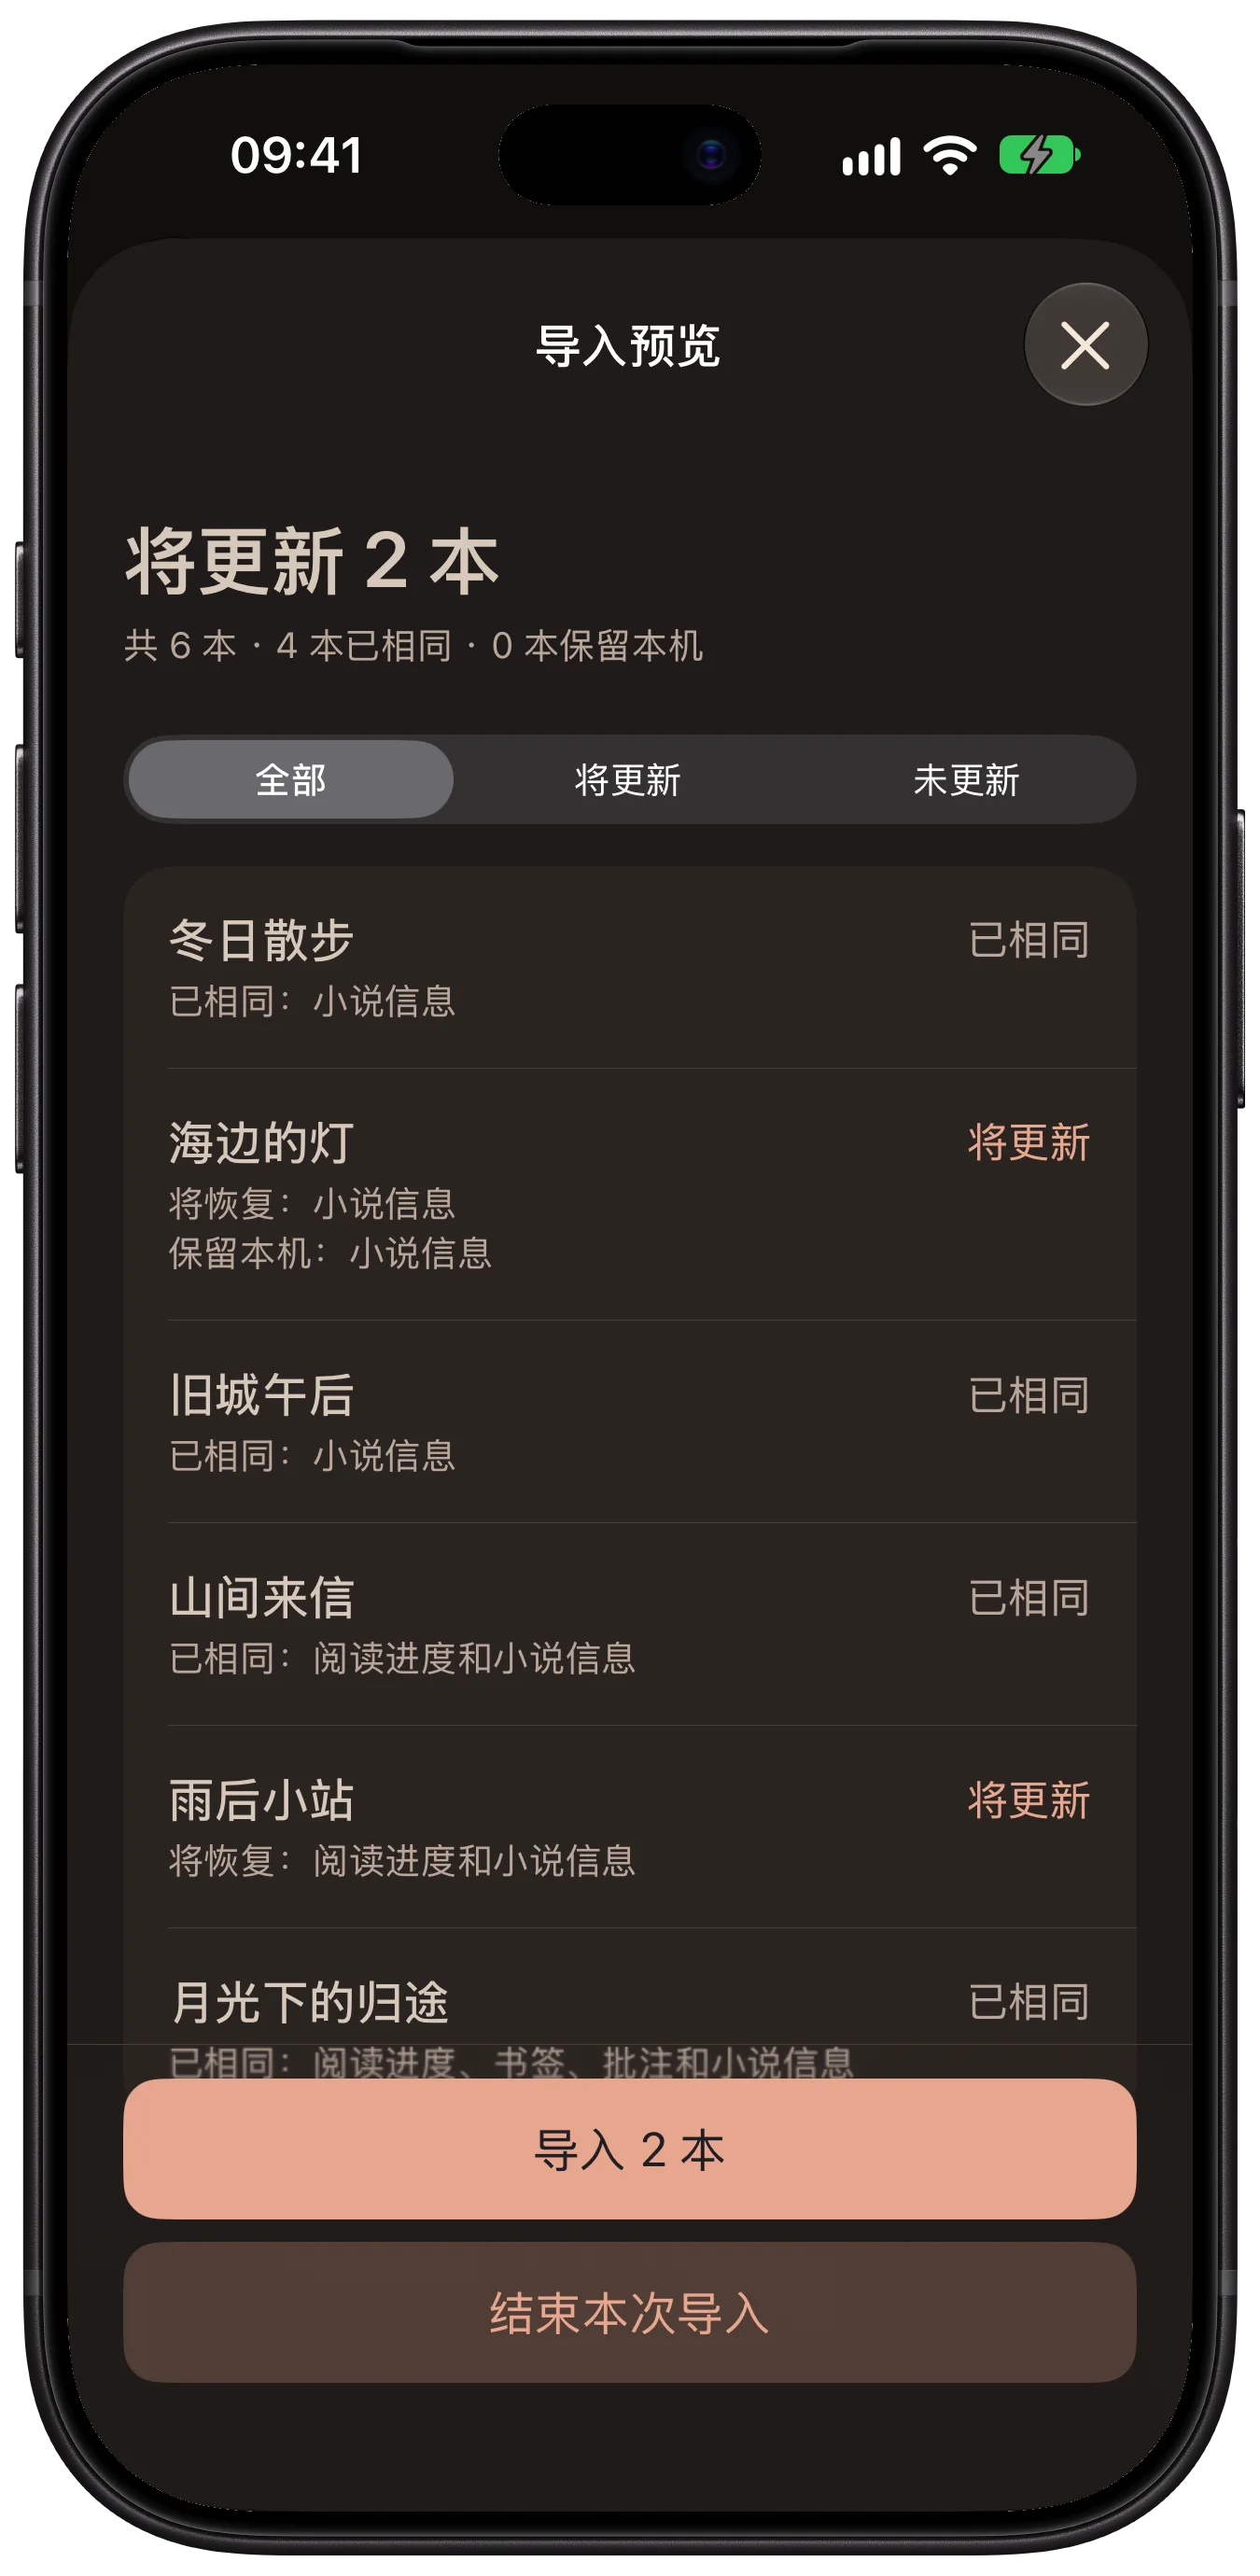 09:41
导入预览
将更新 2 本
共 6 本 · 4 本已相同 · 0 本保留本机
全部 将更新 未更新
冬日散步 已相同
已相同：小说信息
海边的灯 将更新
将恢复：小说信息
保留本机：小说信息
旧城午后 已相同
已相同：小说信息
山间来信 已相同
已相同：阅读进度和小说信息
雨后小站 将更新
将恢复：阅读进度和小说信息
月光下的归途 已相同
已相同：阅读进度、书签、批注和小说信息
导入 2 本
结束本次导入